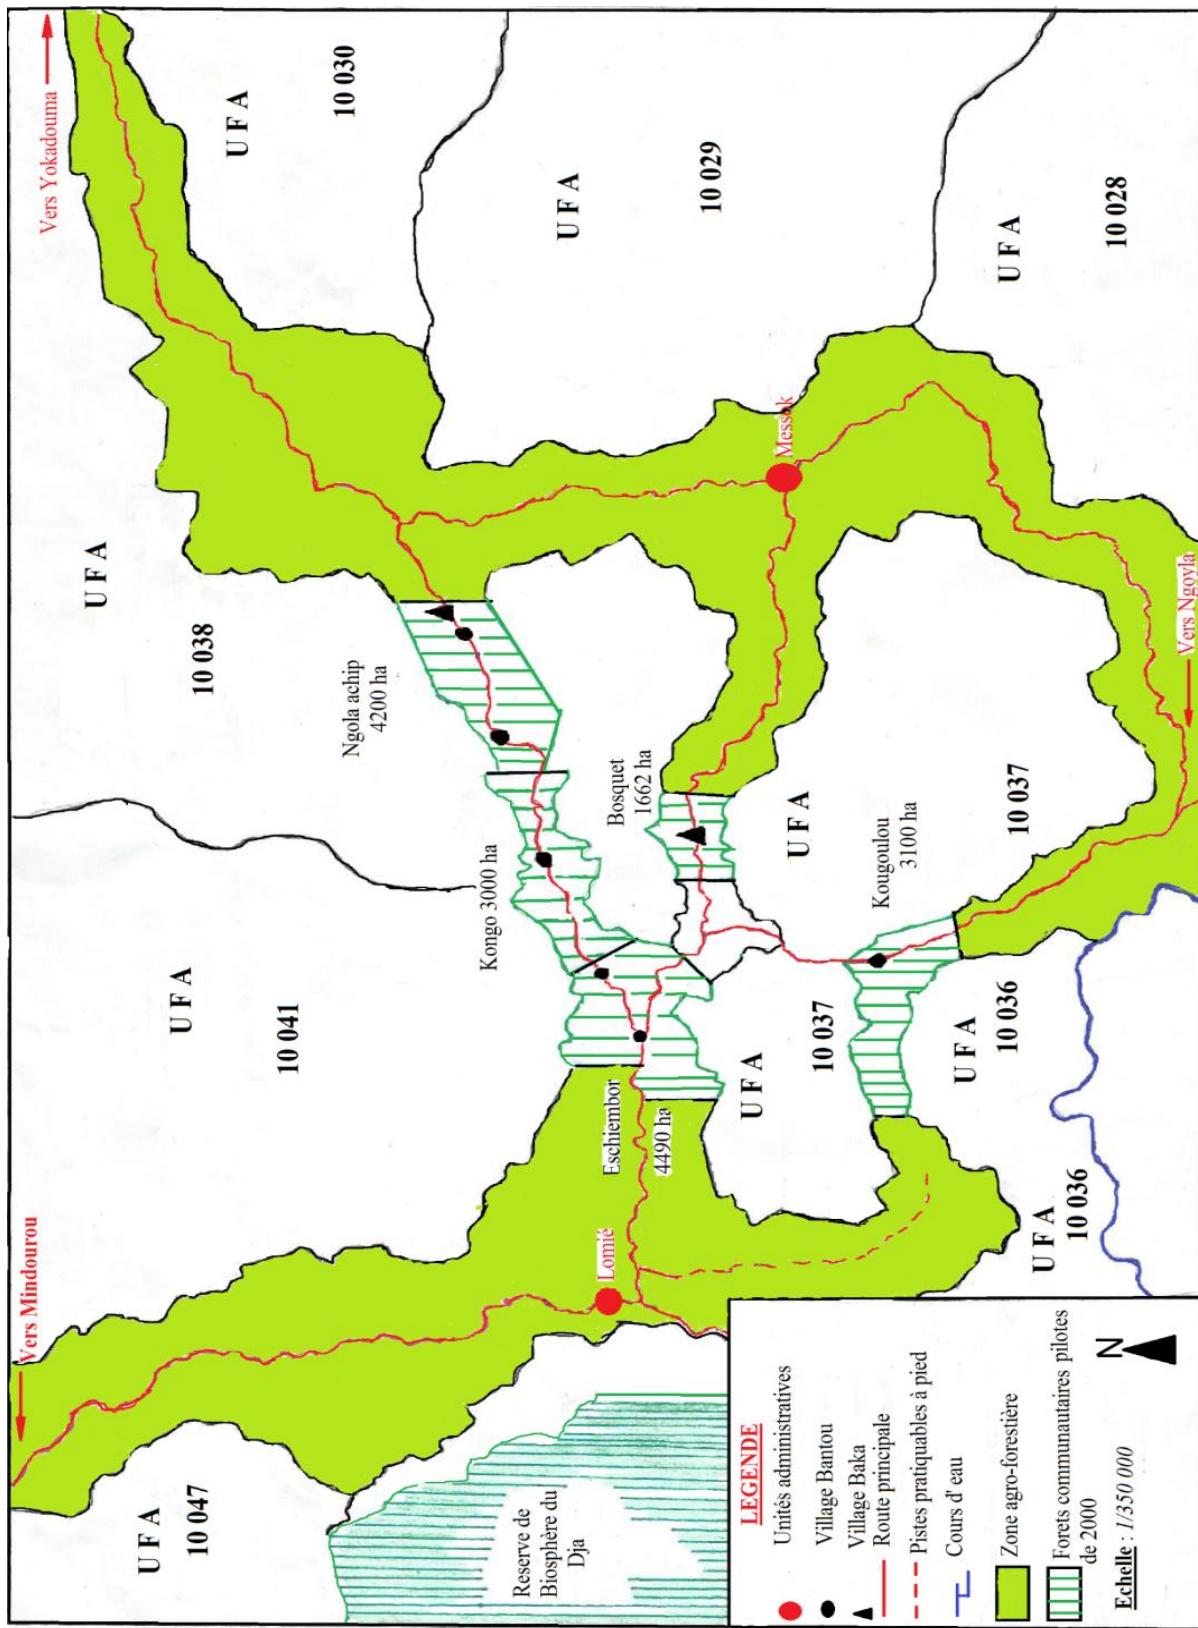 Vers Mindourou
Vers Yokadouma
U F A
10 047
U F A
10 041
U F A
10 038
U F A
10 030
Reserve de
Biosphère du
Dja
Lomié
Eschiembor
4490 ha
Kongo 3000 ha
Ngola achip
4200 ha
Bosquet
1662 ha
Messok
U F A
10 029
U F A
10 037
U F A
10 037
Kougoulou
3100 ha
U F A
10 028
U F A
10 036
U F A
10 036
Vers Ngoyla
LEGENDE
Unités administratives
Village Bantou
Village Baka
Route principale
Pistes pratiquables à pied
Cours d' eau
Zone agro-forestière
Forets communautaires pilotes
de 2000
Echelle : 1/350 000
N